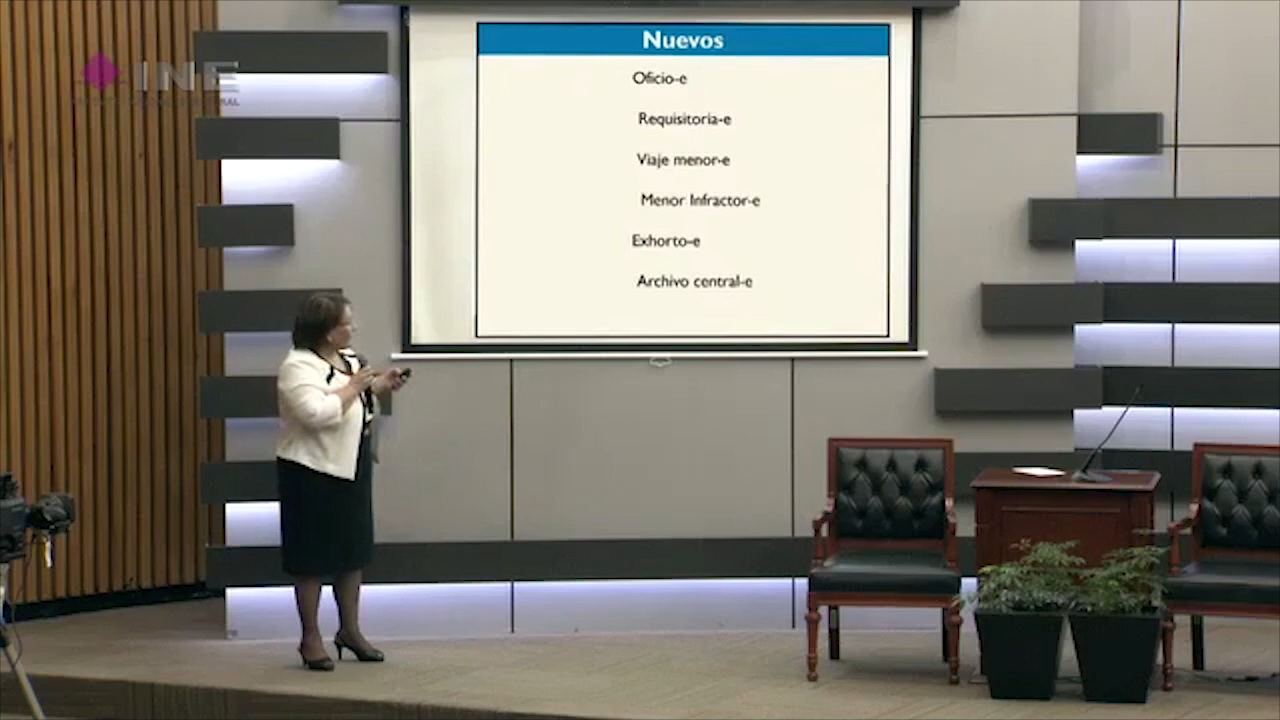 INE
Nuevos
Oficio-e
Requisitoria-e
Viaje menor-e
Menor Infractor-e
Exhorto-e
Archivo central-e